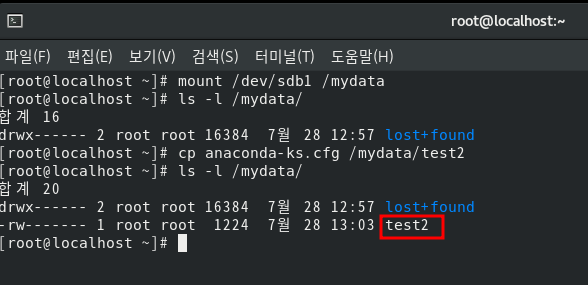 root@localhost:~
파일(F) 편집(E) 보기(V) 검색(S) 터미널(T) 도움말(H)
[root@localhost ~]# mount /dev/sdb1 /mydata
[root@localhost ~]# ls -l /mydata/
합계 16
drwx------ 2 root root 16384  7월 28 12:57 lost+found
[root@localhost ~]# cp anaconda-ks.cfg /mydata/test2
[root@localhost ~]# ls -l /mydata/
합계 20
drwx------ 2 root root 16384  7월 28 12:57 lost+found
-rw------- 1 root root  1224  7월 28 13:03 test2
[root@localhost ~]#